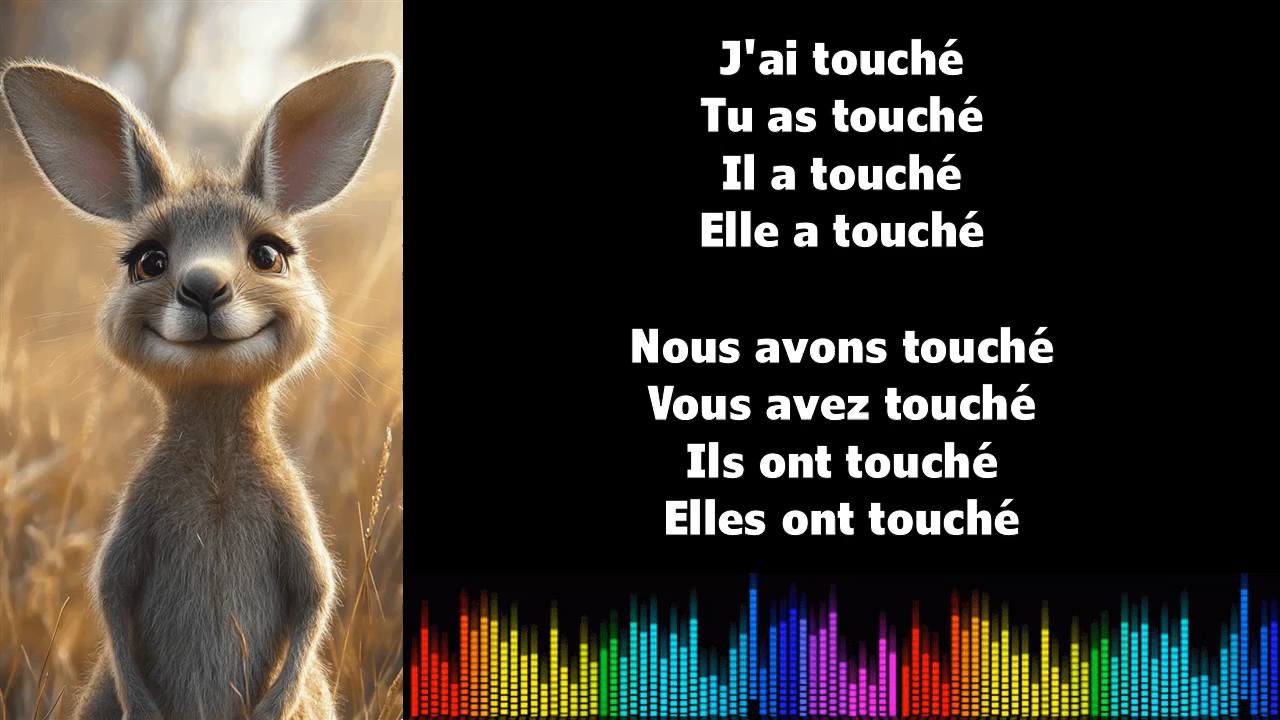 J'ai touché
Tu as touché
Il a touché
Elle a touché
Nous avons touché
Vous avez touché
Ils ont touché
Elles ont touché